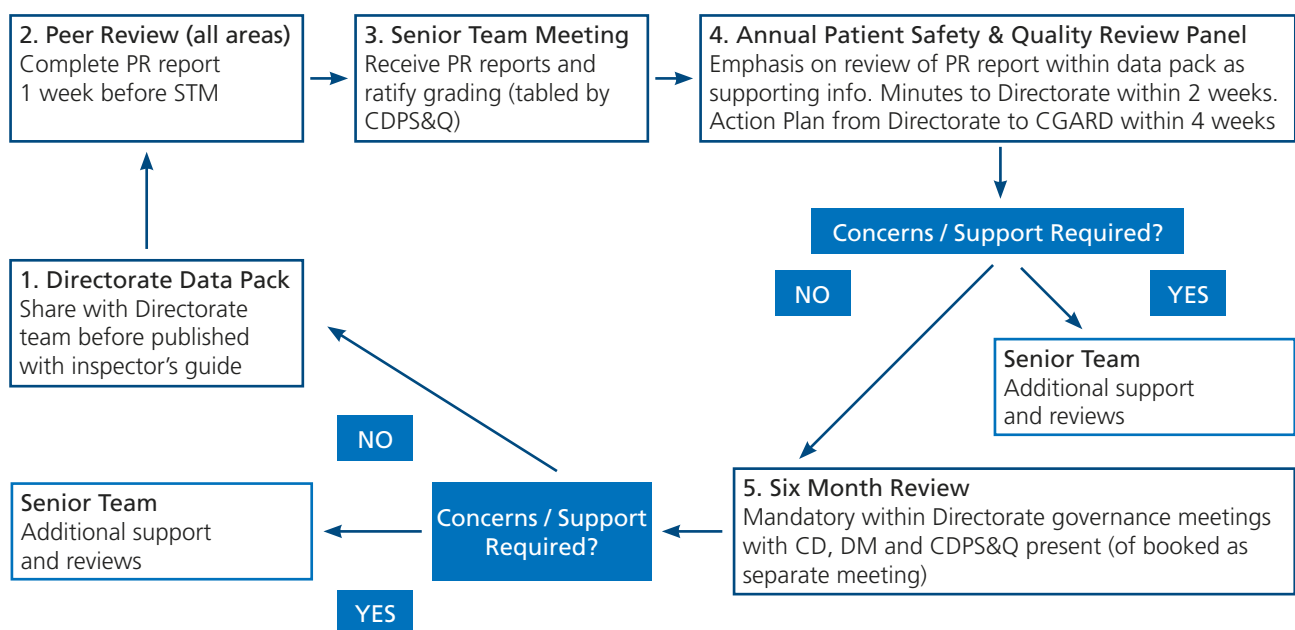 2. Peer Review (all areas)
Complete PR report
1 week before STM
3. Senior Team Meeting
Receive PR reports and
ratify grading (tabled by
CDPS&Q)
4. Annual Patient Safety & Quality Review Panel
Emphasis on review of PR report within data pack as
supporting info. Minutes to Directorate within 2 weeks.
Action Plan from Directorate to CGARD within 4 weeks
Concerns / Support Required?
NO
YES
1. Directorate Data Pack
Share with Directorate
team before published
with inspector’s guide
Senior Team
Additional support
and reviews
NO
Senior Team
Additional support
and reviews
Concerns / Support
Required?
5. Six Month Review
Mandatory within Directorate governance meetings
with CD, DM and CDPS&Q present (of booked as
separate meeting)
YES